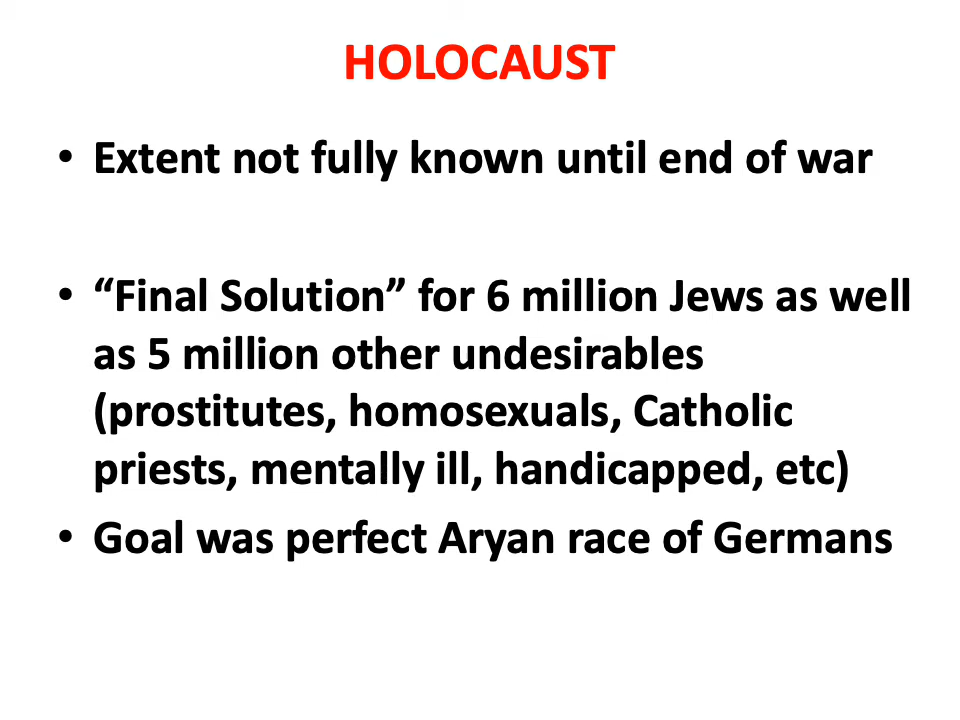 HOLOCAUST
• Extent not fully known until end of war
• “Final Solution” for 6 million Jews as well
as 5 million other undesirables
(prostitutes, homosexuals, Catholic
priests, mentally ill, handicapped, etc)
• Goal was perfect Aryan race of Germans